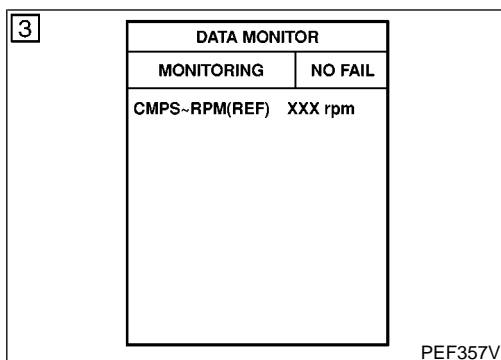 3
DATA MONITOR
MONITORING NO FAIL
CMPS~RPM(REF) XXX rpm
PEF357V